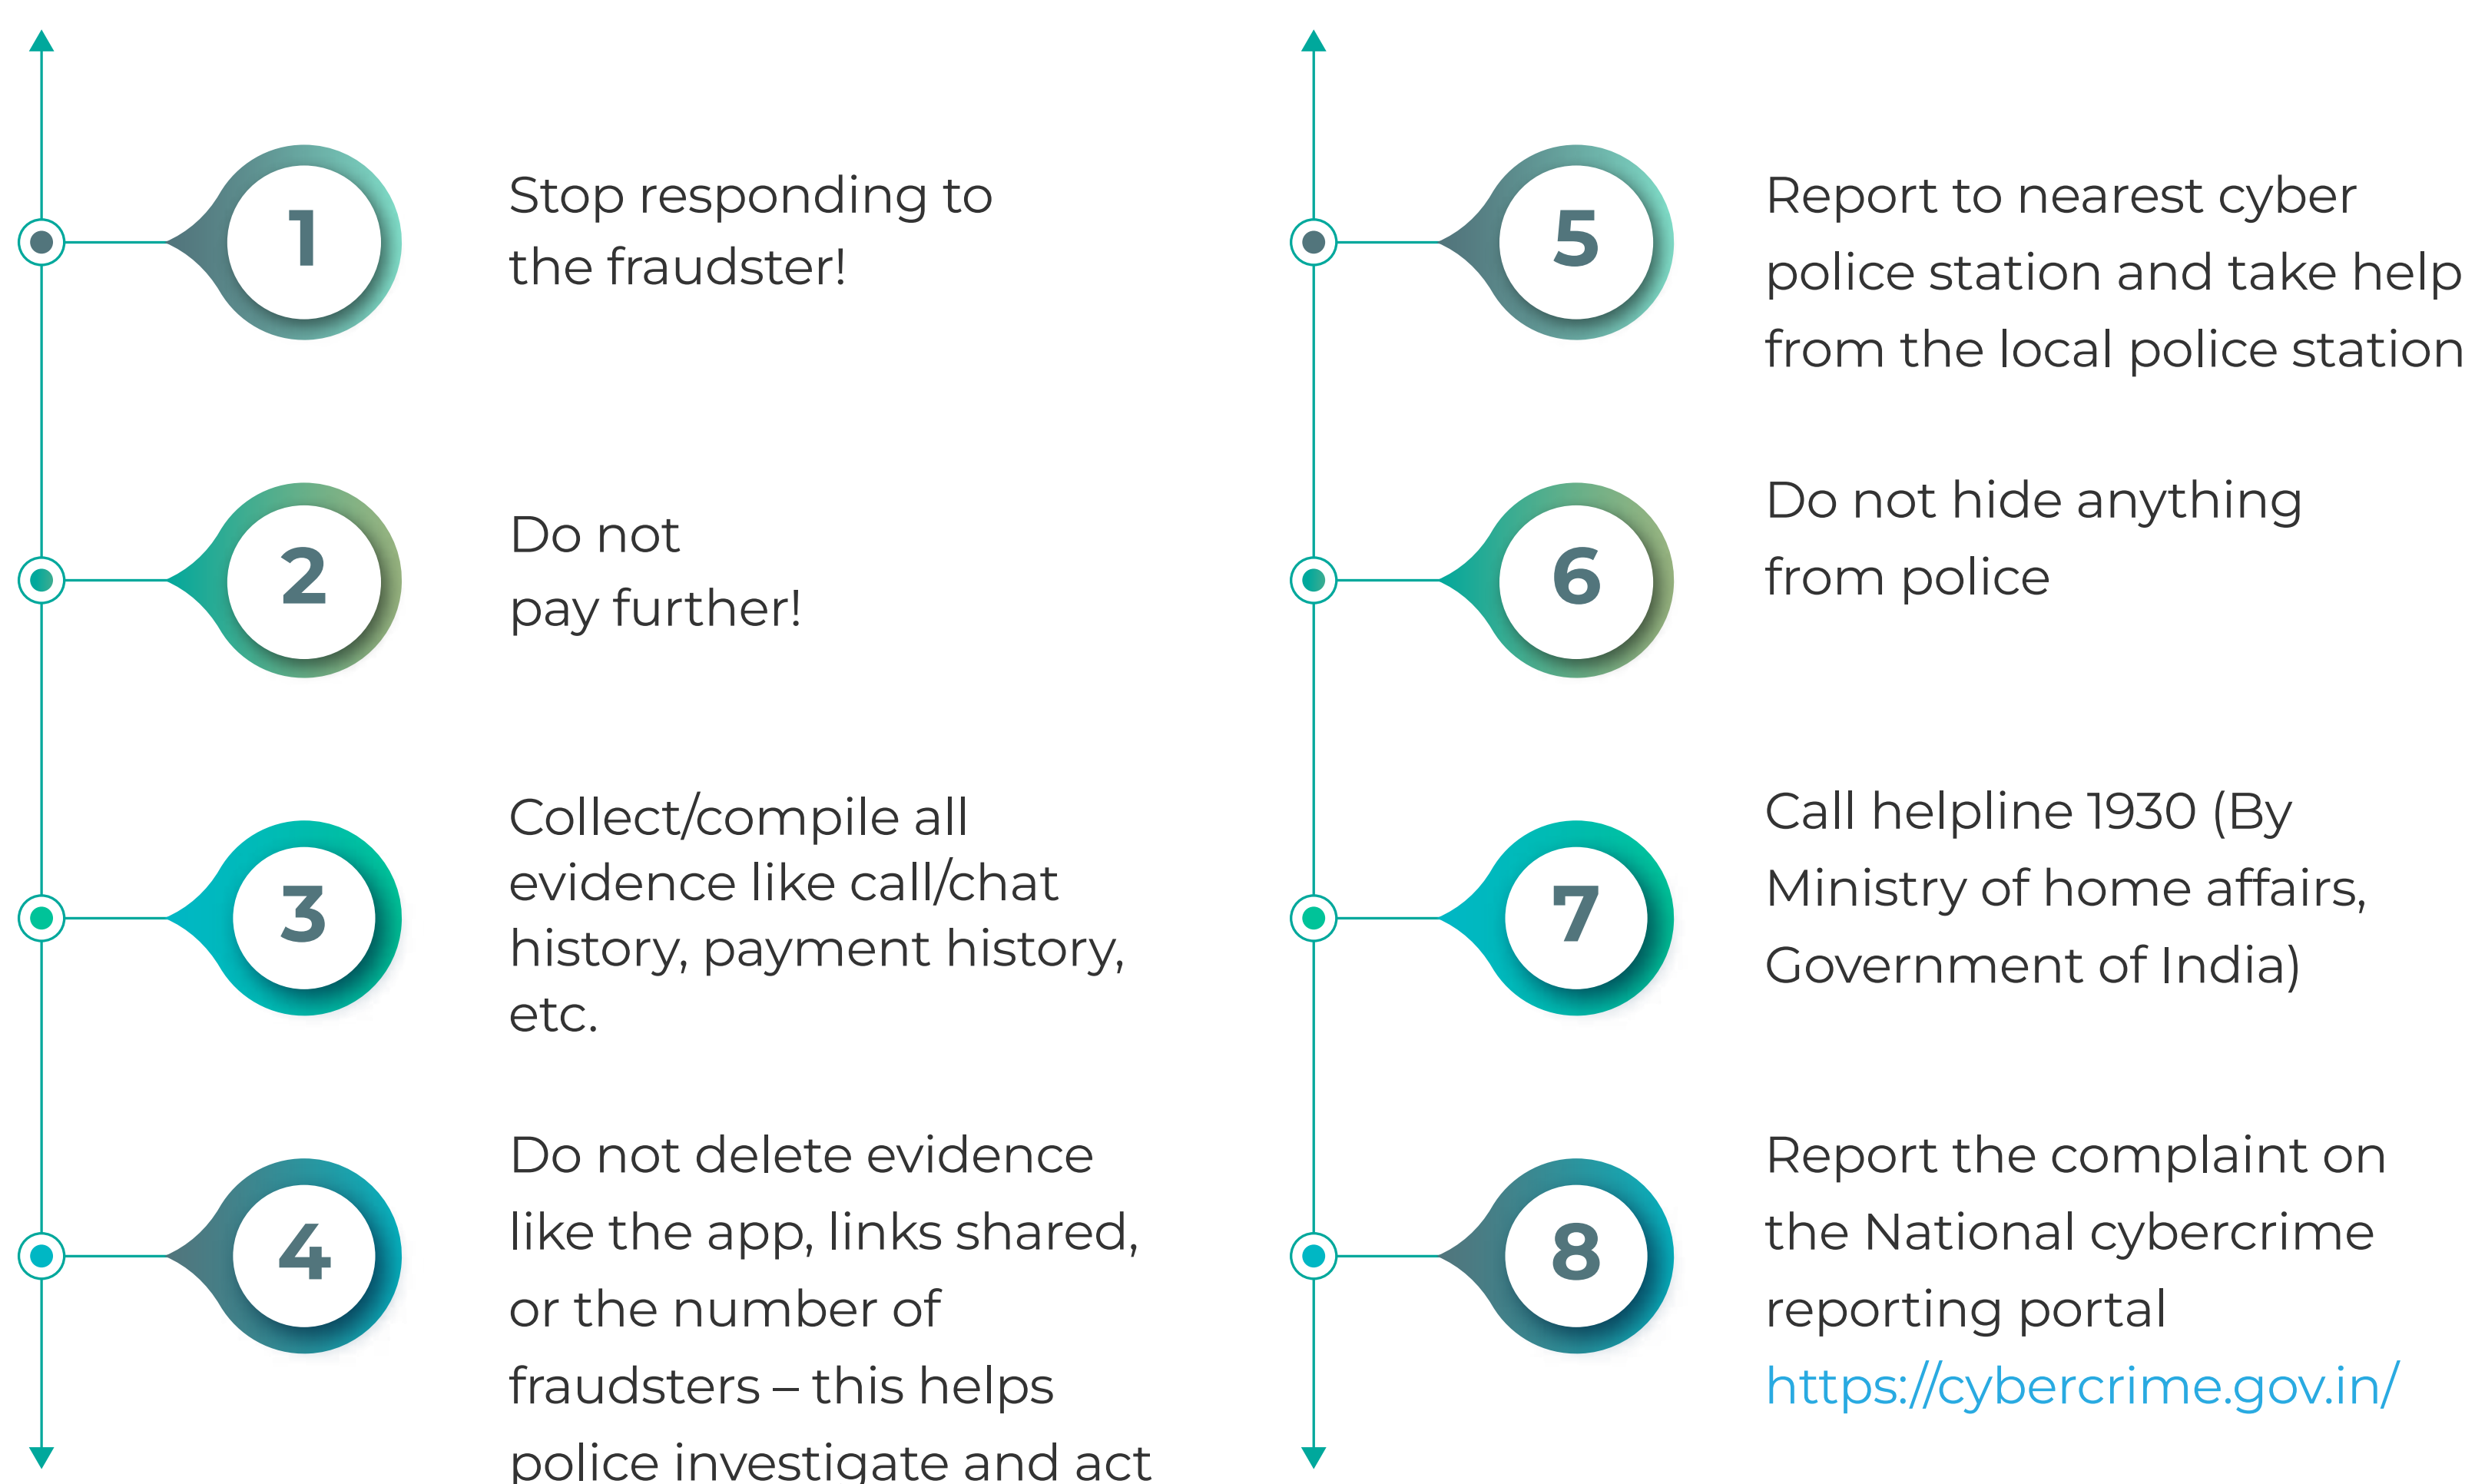 1
Stop responding to
the fraudster!
2
Do not
pay further!
3
Collect/compile all
evidence like call/chat
history, payment history,
etc.
4
Do not delete evidence
like the app, links shared,
or the number of
fraudsters – this helps
police investigate and act
5
Report to nearest cyber
police station and take help
from the local police station
6
Do not hide anything
from police
7
Call helpline 1930 (By
Ministry of home affairs,
Government of India)
8
Report the complaint on
the National cybercrime
reporting portal
https://cybercrime.gov.in/